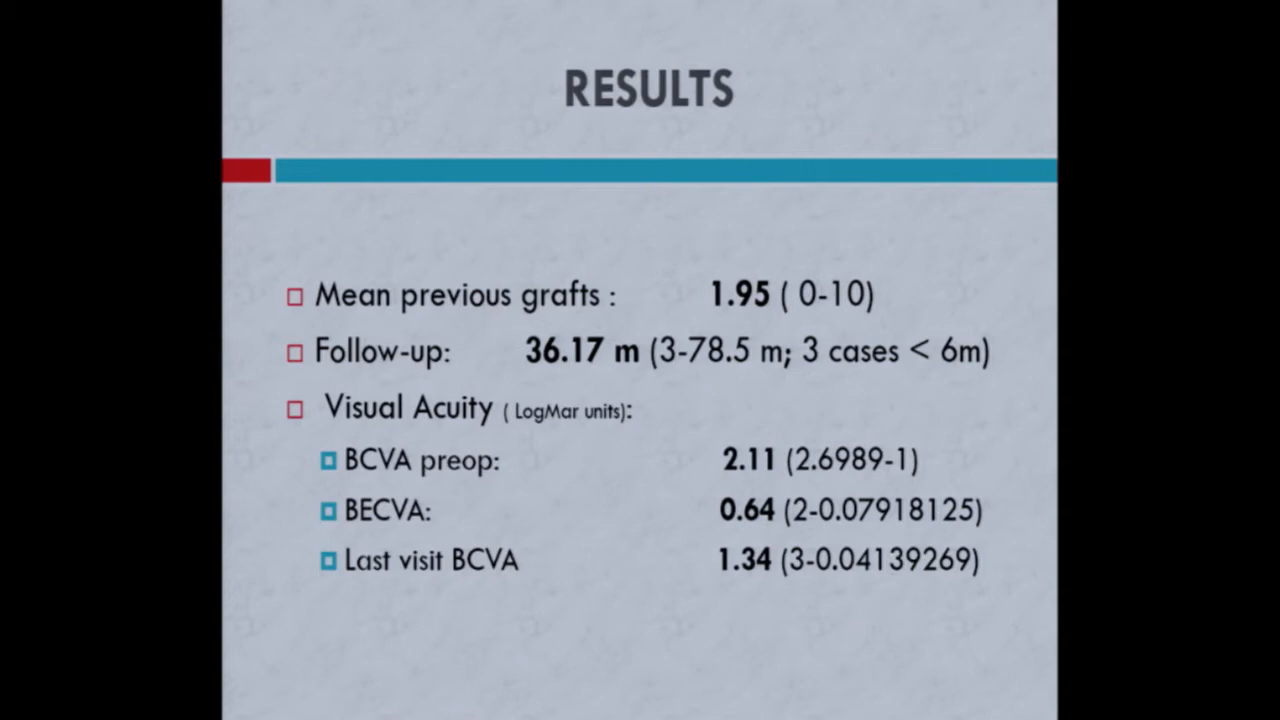 RESULTS
Mean previous grafts : 1.95 ( 0-10)
Follow-up: 36.17 m (3-78.5 m; 3 cases < 6m)
Visual Acuity ( LogMar units):
BCVA preop: 2.11 (2.6989-1)
BECVA: 0.64 (2-0.07918125)
Last visit BCVA 1.34 (3-0.04139269)